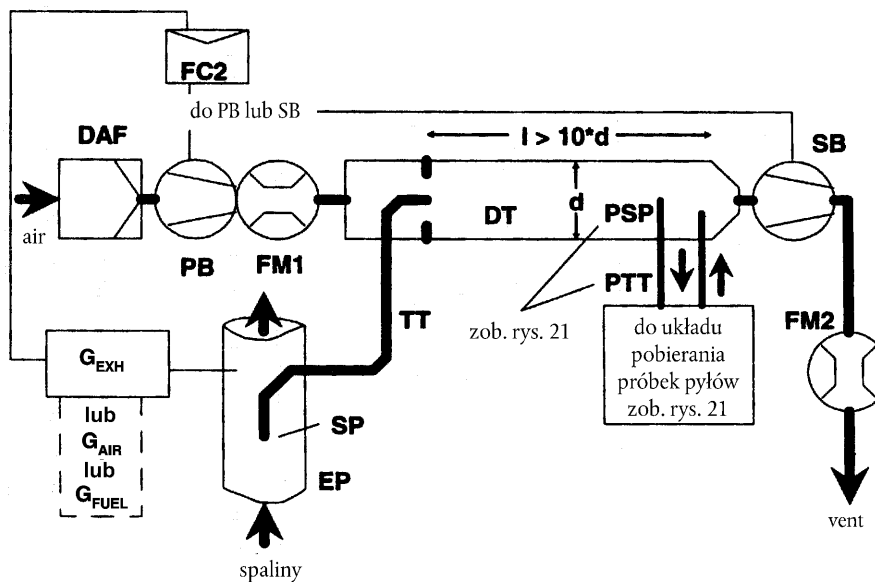 FC2
do PB lub SB
DAF
l > 10*d
SB
air
d
DT
PSP
PB
FM1
PTT
TT
zob. rys. 21
FM2
do układu
pobierania
próbek pyłów
zob. rys. 21
G_EXH
lub
G_AIR
lub
G_FUEL
SP
EP
vent
spaliny